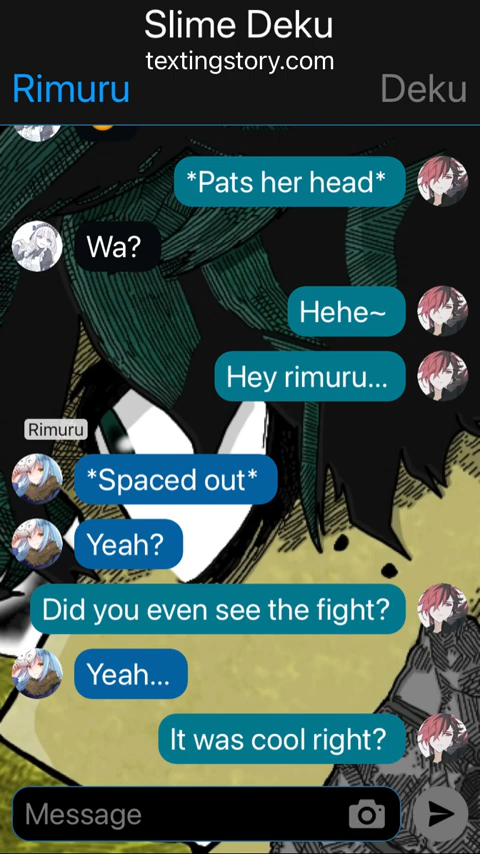 Slime Deku
textingstory.com
Rimuru
Deku
*Pats her head*
Wa?
Hehe~
Hey rimuru...
Rimuru
*Spaced out*
Yeah?
Did you even see the fight?
Yeah...
It was cool right?
Message